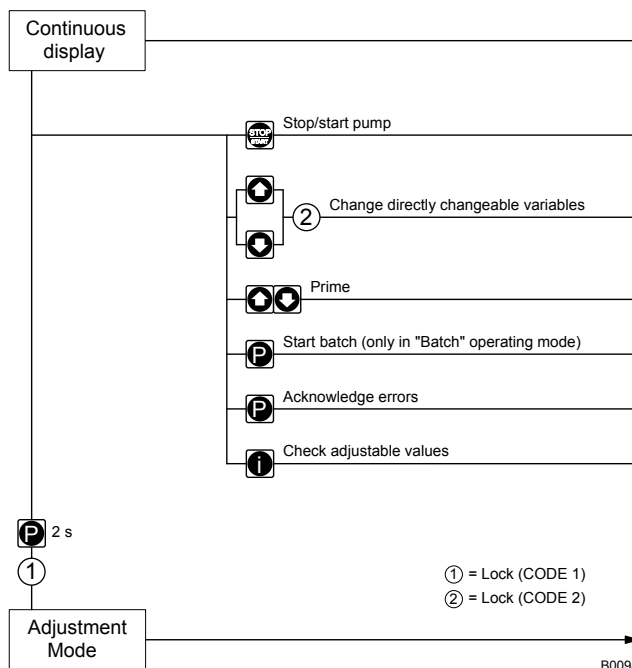 Continuous
display
STOP
START
Stop/start pump
2
Change directly changeable variables
Prime
P
Start batch (only in "Batch" operating mode)
P
Acknowledge errors
i
Check adjustable values
P 2 s
1
1 = Lock (CODE 1)
2 = Lock (CODE 2)
Adjustment
Mode
B009